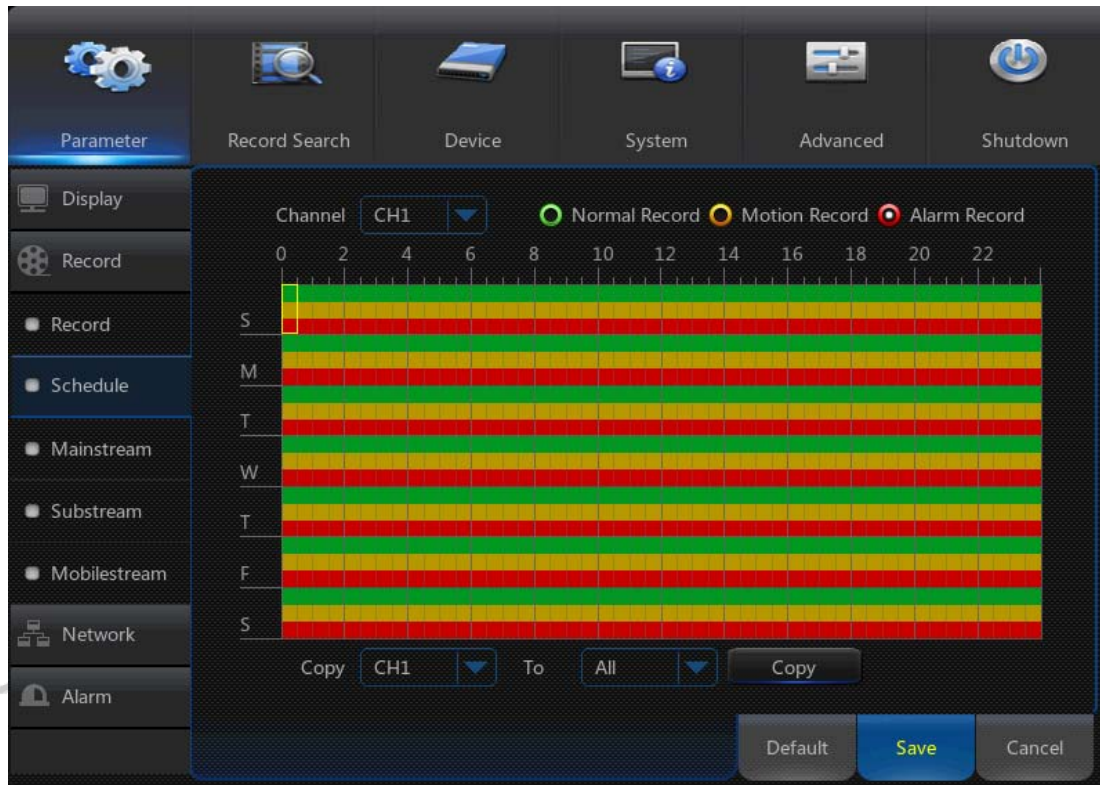 Parameter
Record Search
Device
System
Advanced
Shutdown
Display
Record
Record
Schedule
Mainstream
Substream
Mobilestream
Network
Alarm
Channel CH1 Normal Record Motion Record Alarm Record
0 2 4 6 8 10 12 14 16 18 20 22
S
M
T
W
T
F
S
Copy CH1 To All Copy
Default Save Cancel